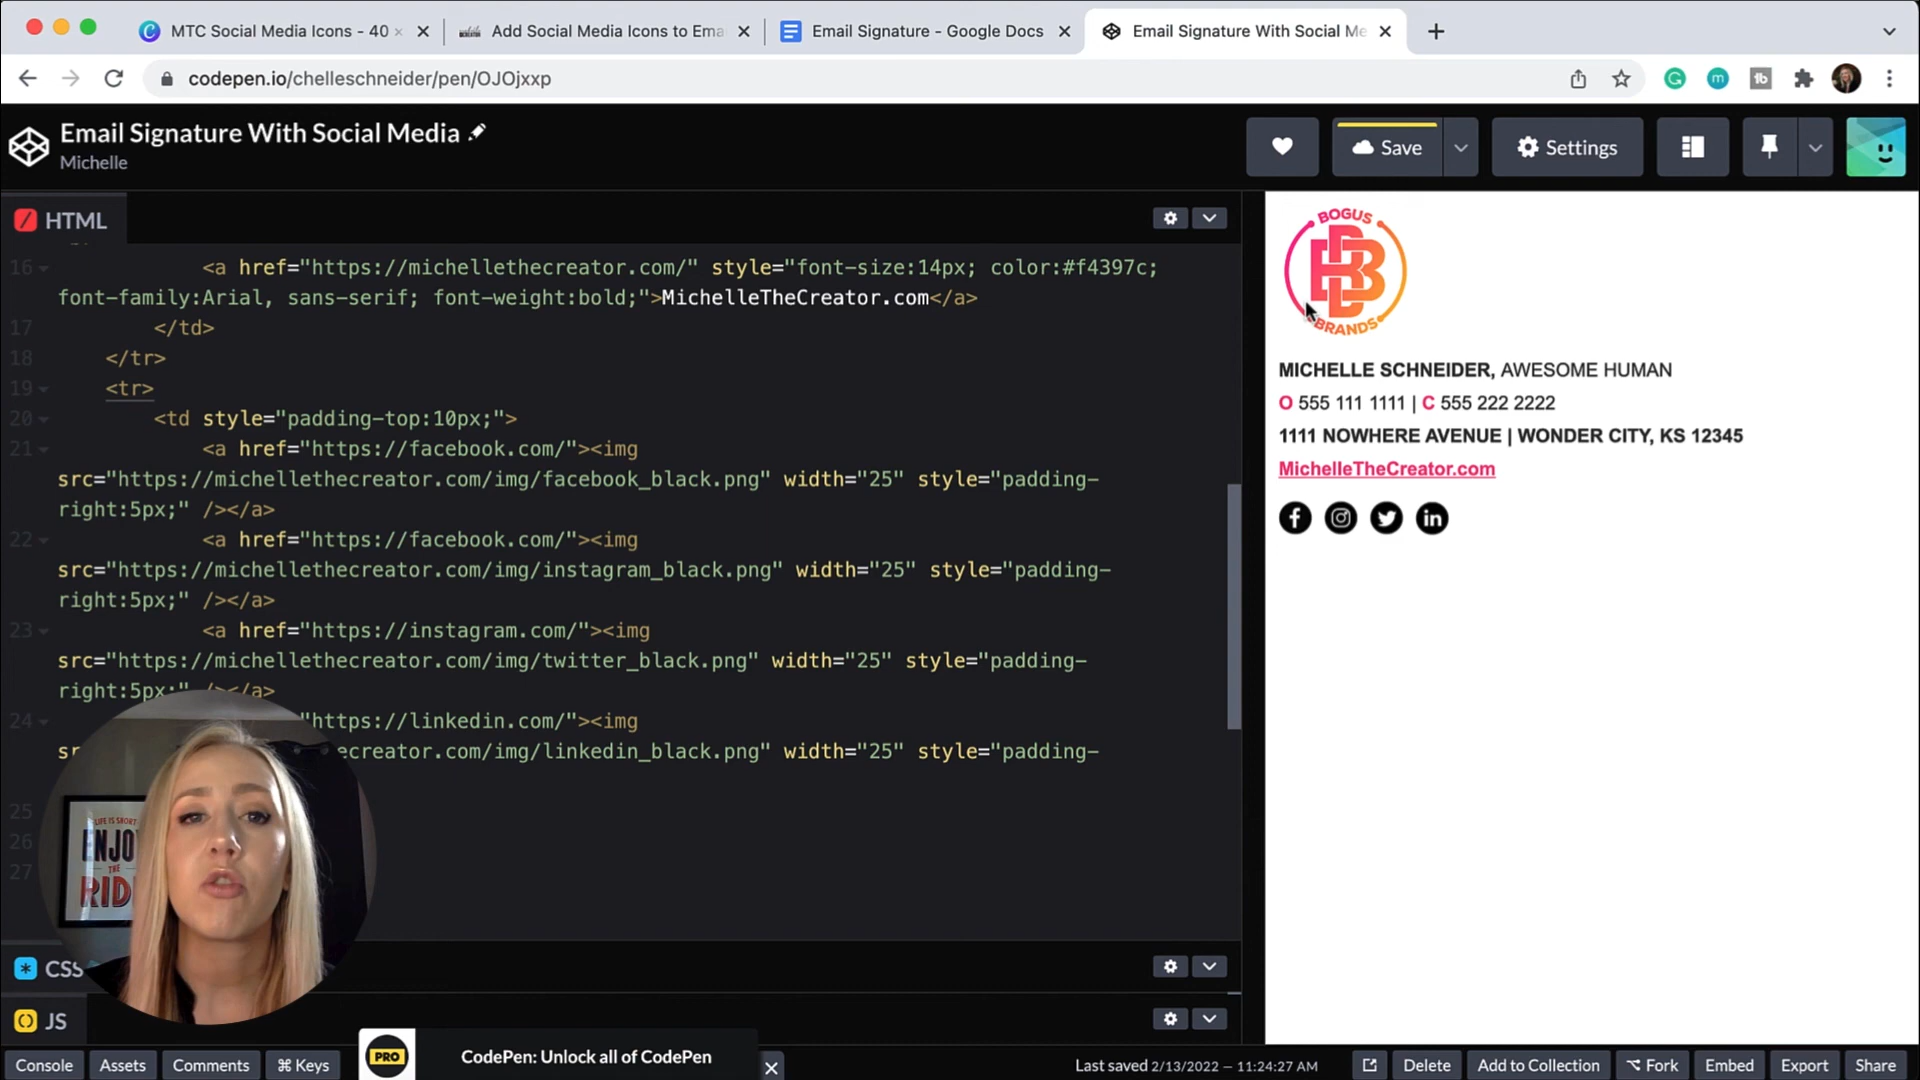 MTC Social Media Icons - 40
Add Social Media Icons to Ema
Email Signature - Google Docs
Email Signature With Social Me
codepen.io/chelleschneider/pen/OJOjxxp
Email Signature With Social Media
Michelle
Save
Settings
HTML
16 <a href="https://michellethecreator.com/" style="font-size:14px; color:#f4397c;
font-family:Arial, sans-serif; font-weight:bold;">MichelleTheCreator.com</a>
17 </td>
18 </tr>
19 <tr>
20 <td style="padding-top:10px;">
21 <a href="https://facebook.com/"><img
src="https://michellethecreator.com/img/facebook_black.png" width="25" style="padding-
right:5px;" /></a>
22 <a href="https://facebook.com/"><img
src="https://michellethecreator.com/img/instagram_black.png" width="25" style="padding-
right:5px;" /></a>
23 <a href="https://instagram.com/"><img
src="https://michellethecreator.com/img/twitter_black.png" width="25" style="padding-
right:5px;" /></a>
24 "https://linkedin.com/"><img
ecreator.com/img/linkedin_black.png" width="25" style="padding-
25
26
27
LIFE IS SHORT
ENJO
THE
RID
CSS
JS
BOGUS
BRANDS
MICHELLE SCHNEIDER, AWESOME HUMAN
O 555 111 1111 | C 555 222 2222
1111 NOWHERE AVENUE | WONDER CITY, KS 12345
MichelleTheCreator.com
Console
Assets
Comments
⌘ Keys
PRO
CodePen: Unlock all of CodePen
Last saved 2/13/2022 — 11:24:27 AM
Delete
Add to Collection
Fork
Embed
Export
Share